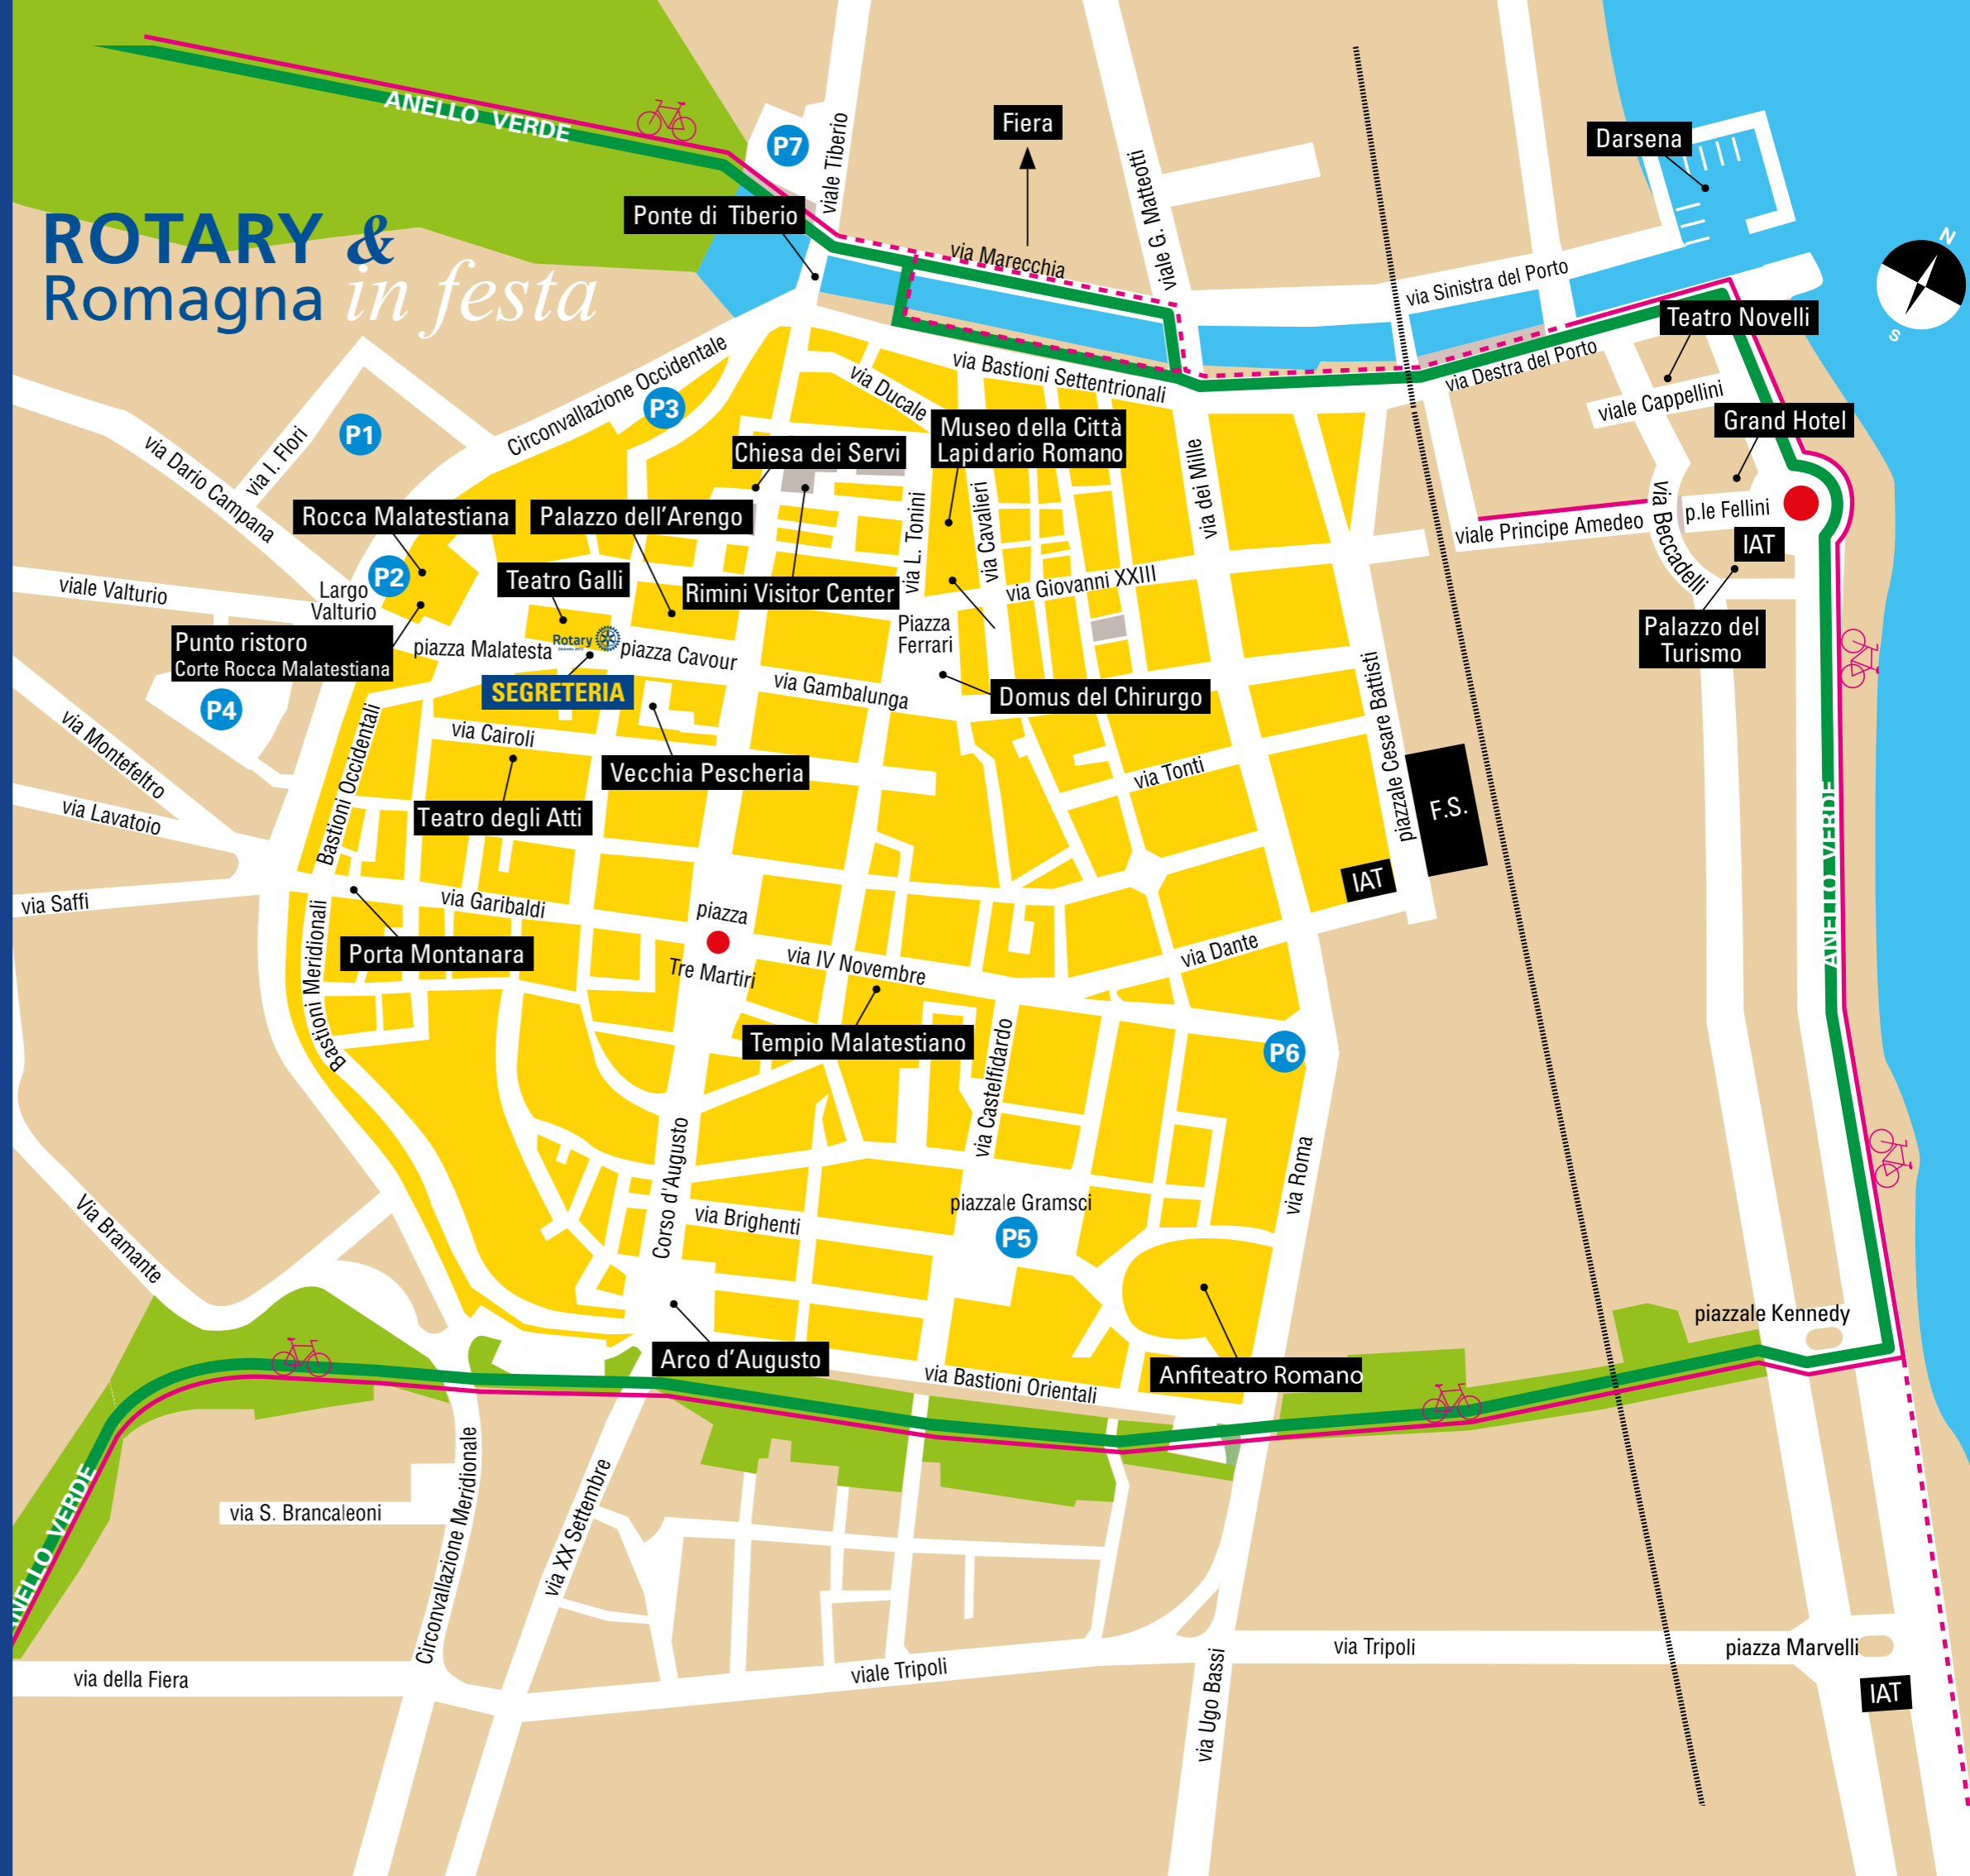 ANELLO VERDE
ROTARY &
Romagna in festa
P7
viale Tiberio
Fiera
viale G. Matteotti
Darsena
N
S
Ponte di Tiberio
via Marecchia
via Sinistra del Porto
Teatro Novelli
via Destra del Porto
viale Cappellini
Grand Hotel
Circonvallazione Occidentale
via Ducale
via Bastioni Settentrionali
P3
P1
via I. Flori
via Dario Campana
Chiesa dei Servi
Museo della Città
Lapidario Romano
via dei Mille
Rocca Malatestiana
Palazzo dell'Arengo
via L. Tonini
via Cavalieri
viale Principe Amedeo
via Beccadelli
p.le Fellini
IAT
P2
Largo
Valturio
viale Valturio
Teatro Galli
Rimini Visitor Center
via Giovanni XXIII
Piazza
Ferrari
Palazzo del
Turismo
Punto ristoro
Corte Rocca Malatestiana
piazza Malatesta
Rotary
piazza Cavour
SEGRETERIA
via Gambalunga
Domus del Chirurgo
P4
via Montefeltro
via Lavatoio
Bastioni Occidentali
via Cairoli
Vecchia Pescheria
Teatro degli Atti
via Tonti
piazzale Cesare Battisti
F.S.
IAT
ANELLO VERDE
via Saffi
via Garibaldi
piazza
Tre Martiri
Porta Montanara
Bastioni Meridionali
via IV Novembre
via Dante
Tempio Malatestiano
via Castelfidardo
P6
via Roma
Via Bramante
Corso d'Augusto
via Brighenti
piazzale Gramsci
P5
Arco d'Augusto
via Bastioni Orientali
Anfiteatro Romano
piazzale Kennedy
ANELLO VERDE
via S. Brancaleoni
Circonvallazione Meridionale
via XX Settembre
via della Fiera
viale Tripoli
via Ugo Bassi
via Tripoli
piazza Marvelli
IAT